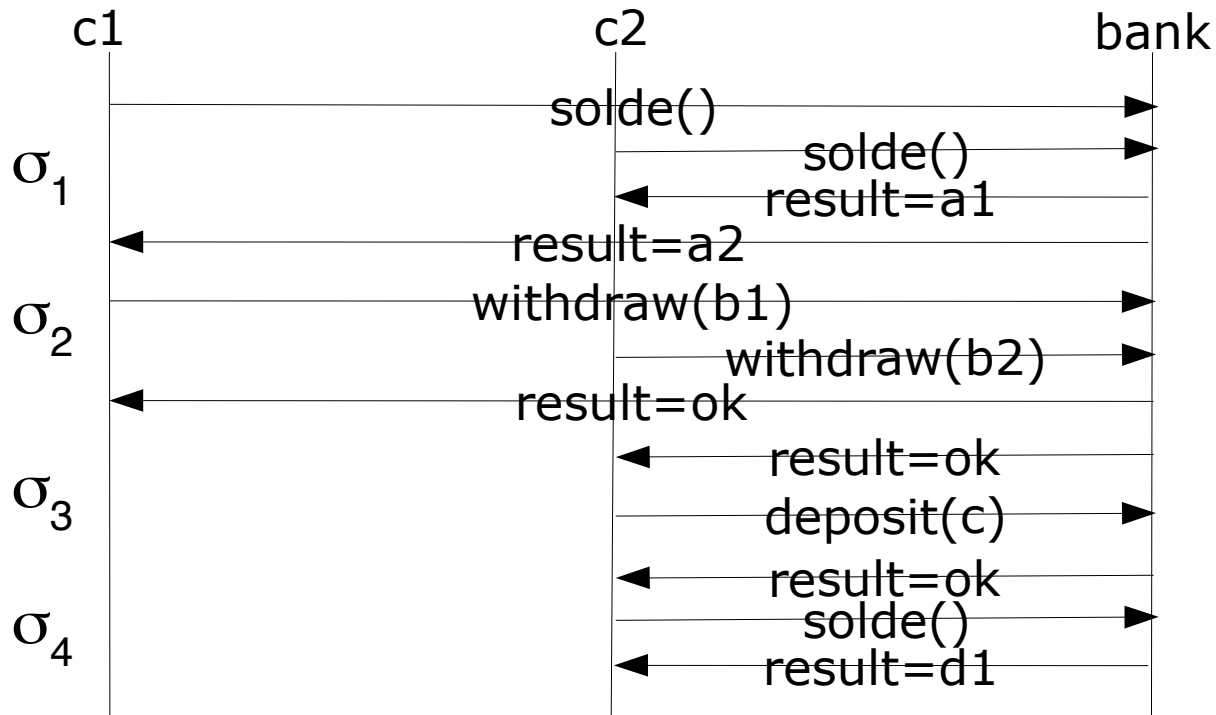 c1 c2 bank
solde()
σ1 solde()
result=a1
result=a2
σ2 withdraw(b1)
withdraw(b2)
result=ok
result=ok
σ3 deposit(c)
result=ok
σ4 solde()
result=d1